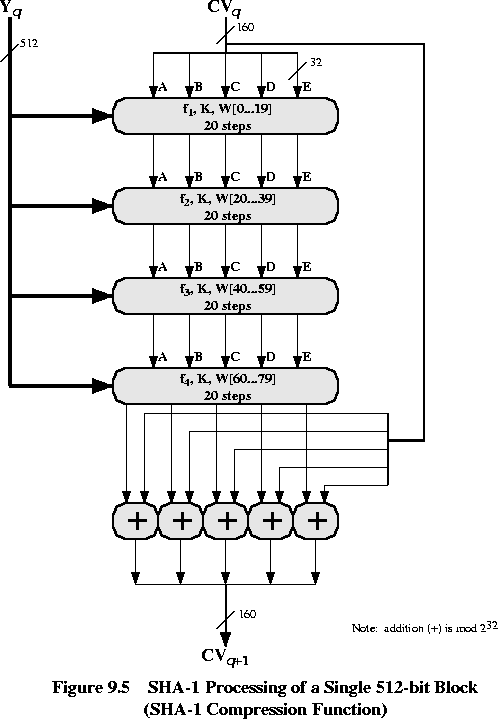 Yq CVq
512 160
32
A B C D E
f1, K, W[0...19]
20 steps
A B C D E
f2, K, W[20...39]
20 steps
A B C D E
f3, K, W[40...59]
20 steps
A B C D E
f4, K, W[60...79]
20 steps
+ + + + +
160
Note: addition (+) is mod 2^32
CVq+1
Figure 9.5 SHA-1 Processing of a Single 512-bit Block
(SHA-1 Compression Function)